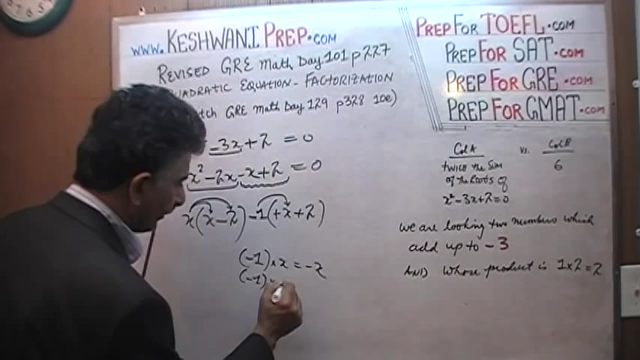 www.KESHWANIPREP.com
REVISED GRE Math Day 101 p227
QUADRATIC EQUATION - FACTORIZATION
GRE Math Day 129 p328 10e)
-3x + 2 = 0
x² - 2x - x + 2 = 0
x(x - 2) - 1(+x + 2)
(-1) × x = -x
(-1)
PREPFORTOEFL.com
PREPFORSAT.com
PREPFORGRE.com
PREPFORGMAT.com
Col A vs. Col B
twice the Sum 6
of the Roots of
x² - 3x + 2 = 0
we are looking two numbers which
add up to -3
AND whose product is 1 x 2 = 2